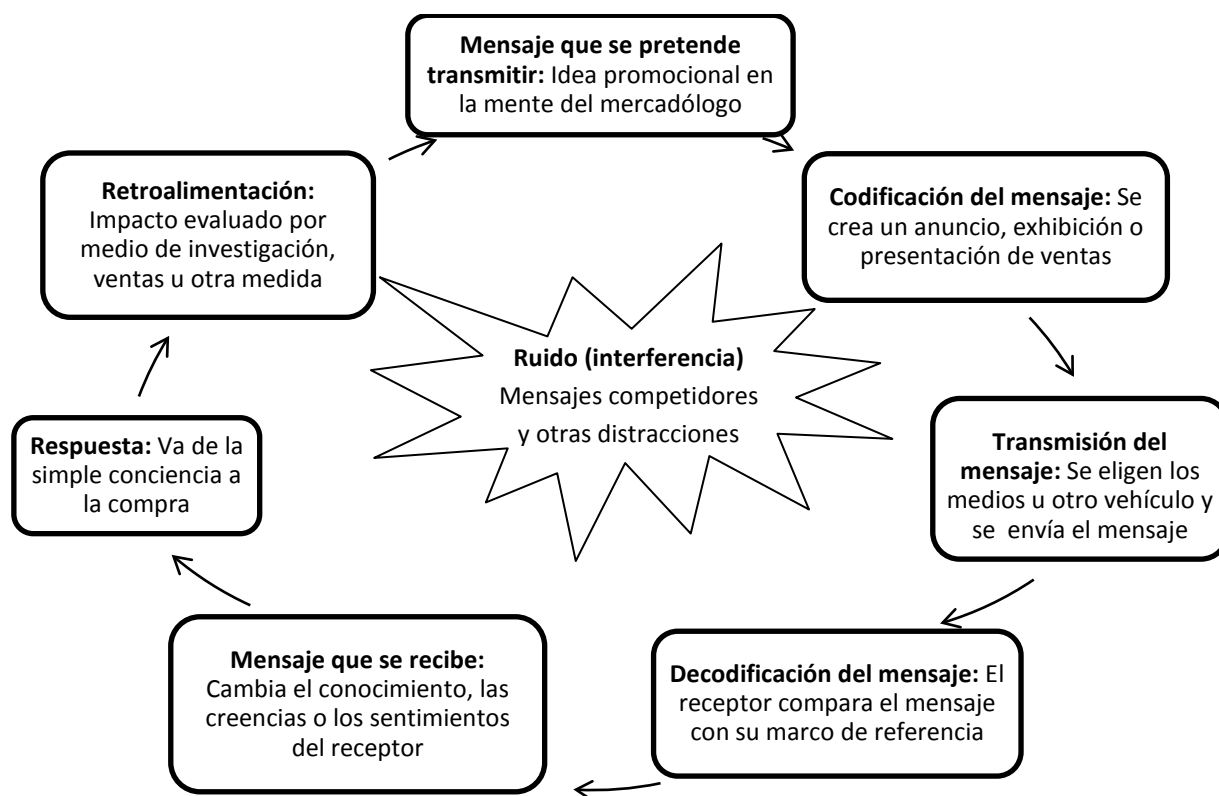 Mensaje que se pretende
transmitir: Idea promocional en
la mente del mercadólogo
Codificación del mensaje: Se
crea un anuncio, exhibición o
presentación de ventas
Transmisión del
mensaje: Se eligen los
medios u otro vehículo y
se envía el mensaje
Decodificación del mensaje: El
receptor compara el mensaje
con su marco de referencia
Mensaje que se recibe:
Cambia el conocimiento, las
creencias o los sentimientos
del receptor
Respuesta: Va de la
simple conciencia a
la compra
Retroalimentación:
Impacto evaluado por
medio de investigación,
ventas u otra medida
Ruido (interferencia)
Mensajes competidores
y otras distracciones